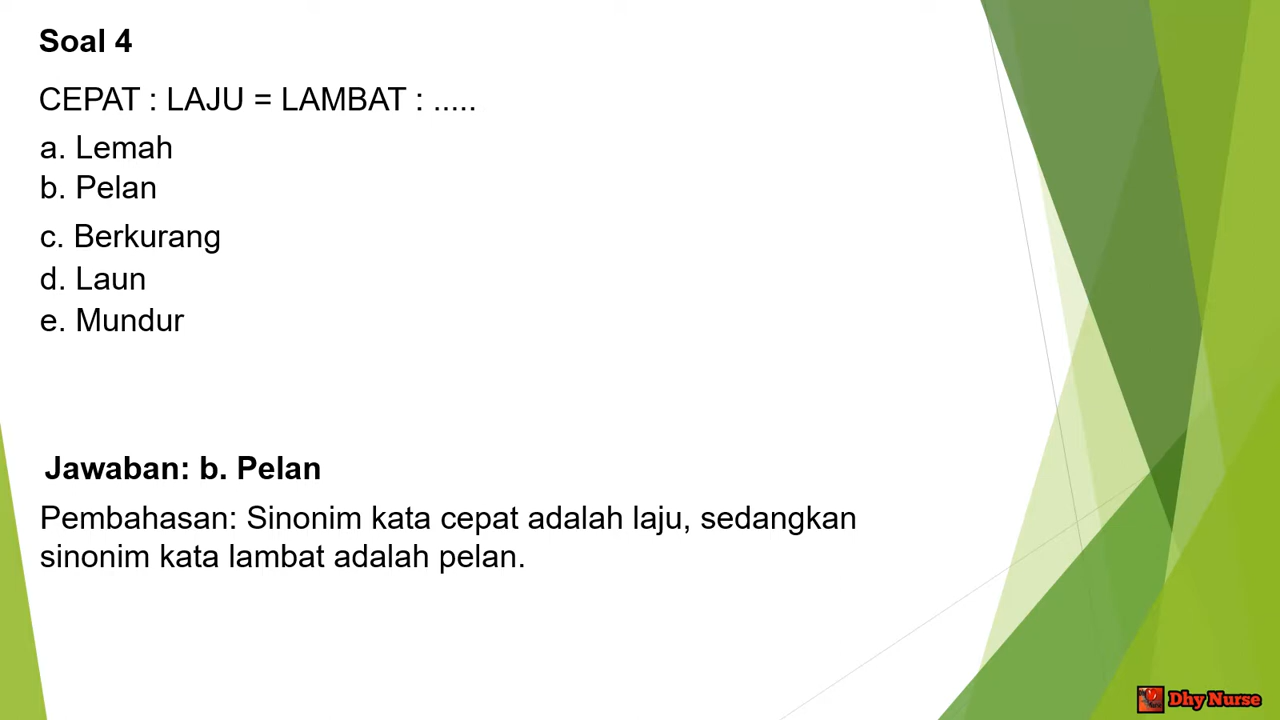 Soal 4
CEPAT : LAJU = LAMBAT : .....
a. Lemah
b. Pelan
c. Berkurang
d. Laun
e. Mundur
Jawaban: b. Pelan
Pembahasan: Sinonim kata cepat adalah laju, sedangkan
sinonim kata lambat adalah pelan.
Dhy Nurse